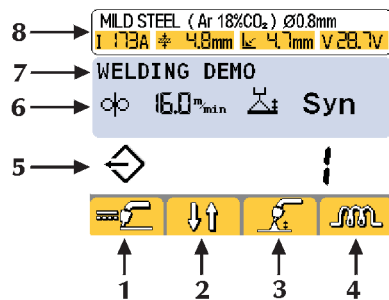 8
MILD STEEL ( Ar 18%CO₂ ) Ø0.8mm
I 173A 4.8mm 4.7mm V 28.7V
7
WELDING DEMO
6
16.0 m/min Syn
5
1
1 2 3 4